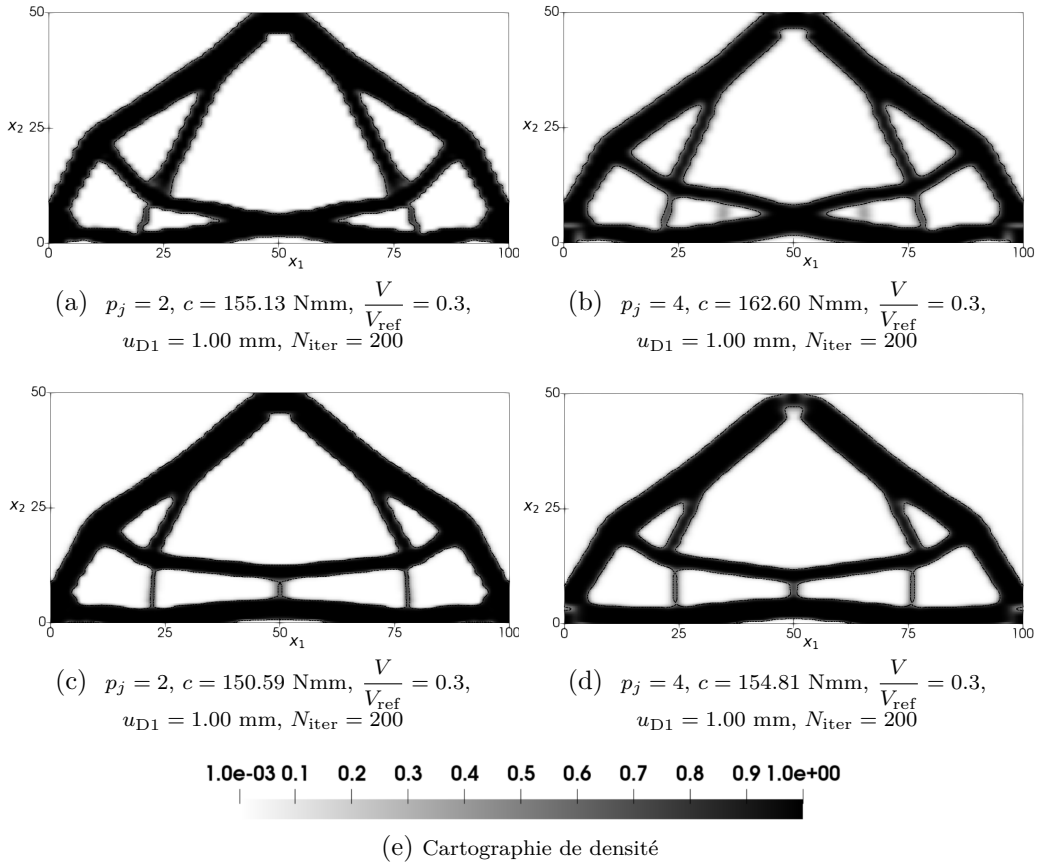 50
x₂ 25
0
0 25 50 75 100
x₁
(a) p_j = 2, c = 155.13 Nmm, V/V_ref = 0.3,
u_D1 = 1.00 mm, N_iter = 200
50
x₂ 25
0
0 25 50 75 100
x₁
(b) p_j = 4, c = 162.60 Nmm, V/V_ref = 0.3,
u_D1 = 1.00 mm, N_iter = 200
50
x₂ 25
0
0 25 50 75 100
x₁
(c) p_j = 2, c = 150.59 Nmm, V/V_ref = 0.3,
u_D1 = 1.00 mm, N_iter = 200
50
x₂ 25
0
0 25 50 75 100
x₁
(d) p_j = 4, c = 154.81 Nmm, V/V_ref = 0.3,
u_D1 = 1.00 mm, N_iter = 200
1.0e-03 0.1 0.2 0.3 0.4 0.5 0.6 0.7 0.8 0.9 1.0e+00
(e) Cartographie de densité